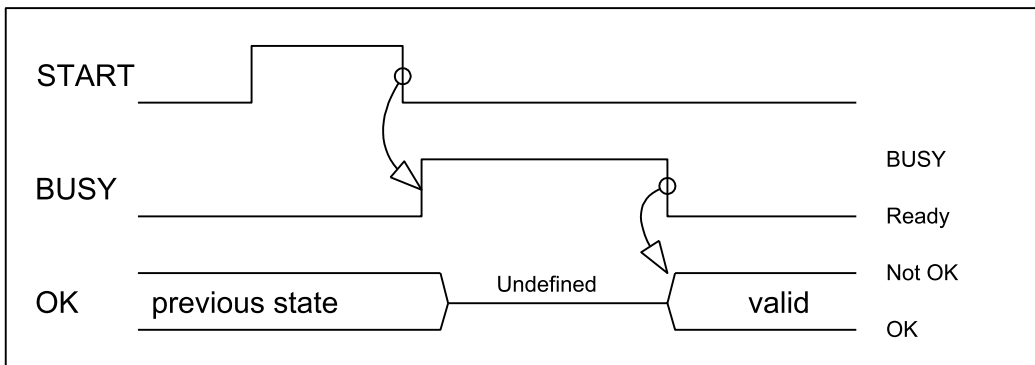 START
BUSY
BUSY
Ready
Undefined
Not OK
OK
previous state
valid
OK